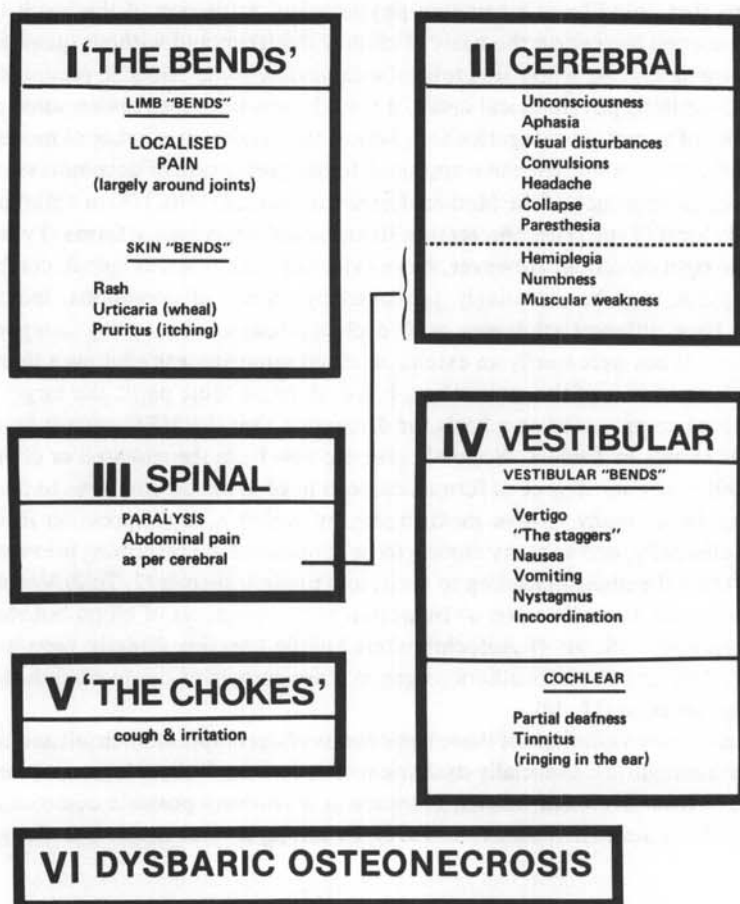 I 'THE BENDS'
LIMB "BENDS"
LOCALISED
PAIN
(largely around joints)
SKIN "BENDS"
Rash
Urticaria (wheal)
Pruritus (itching)
II CEREBRAL
Unconsciousness
Aphasia
Visual disturbances
Convulsions
Headache
Collapse
Paresthesia
Hemiplegia
Numbness
Muscular weakness
III SPINAL
PARALYSIS
Abdominal pain
as per cerebral
IV VESTIBULAR
VESTIBULAR "BENDS"
Vertigo
"The staggers"
Nausea
Vomiting
Nystygmus
Incoordination
COCHLEAR
Partial deafness
Tinnitus
(ringing in the ear)
V 'THE CHOKES'
cough & irritation
VI DYSBARIC OSTEONECROSIS